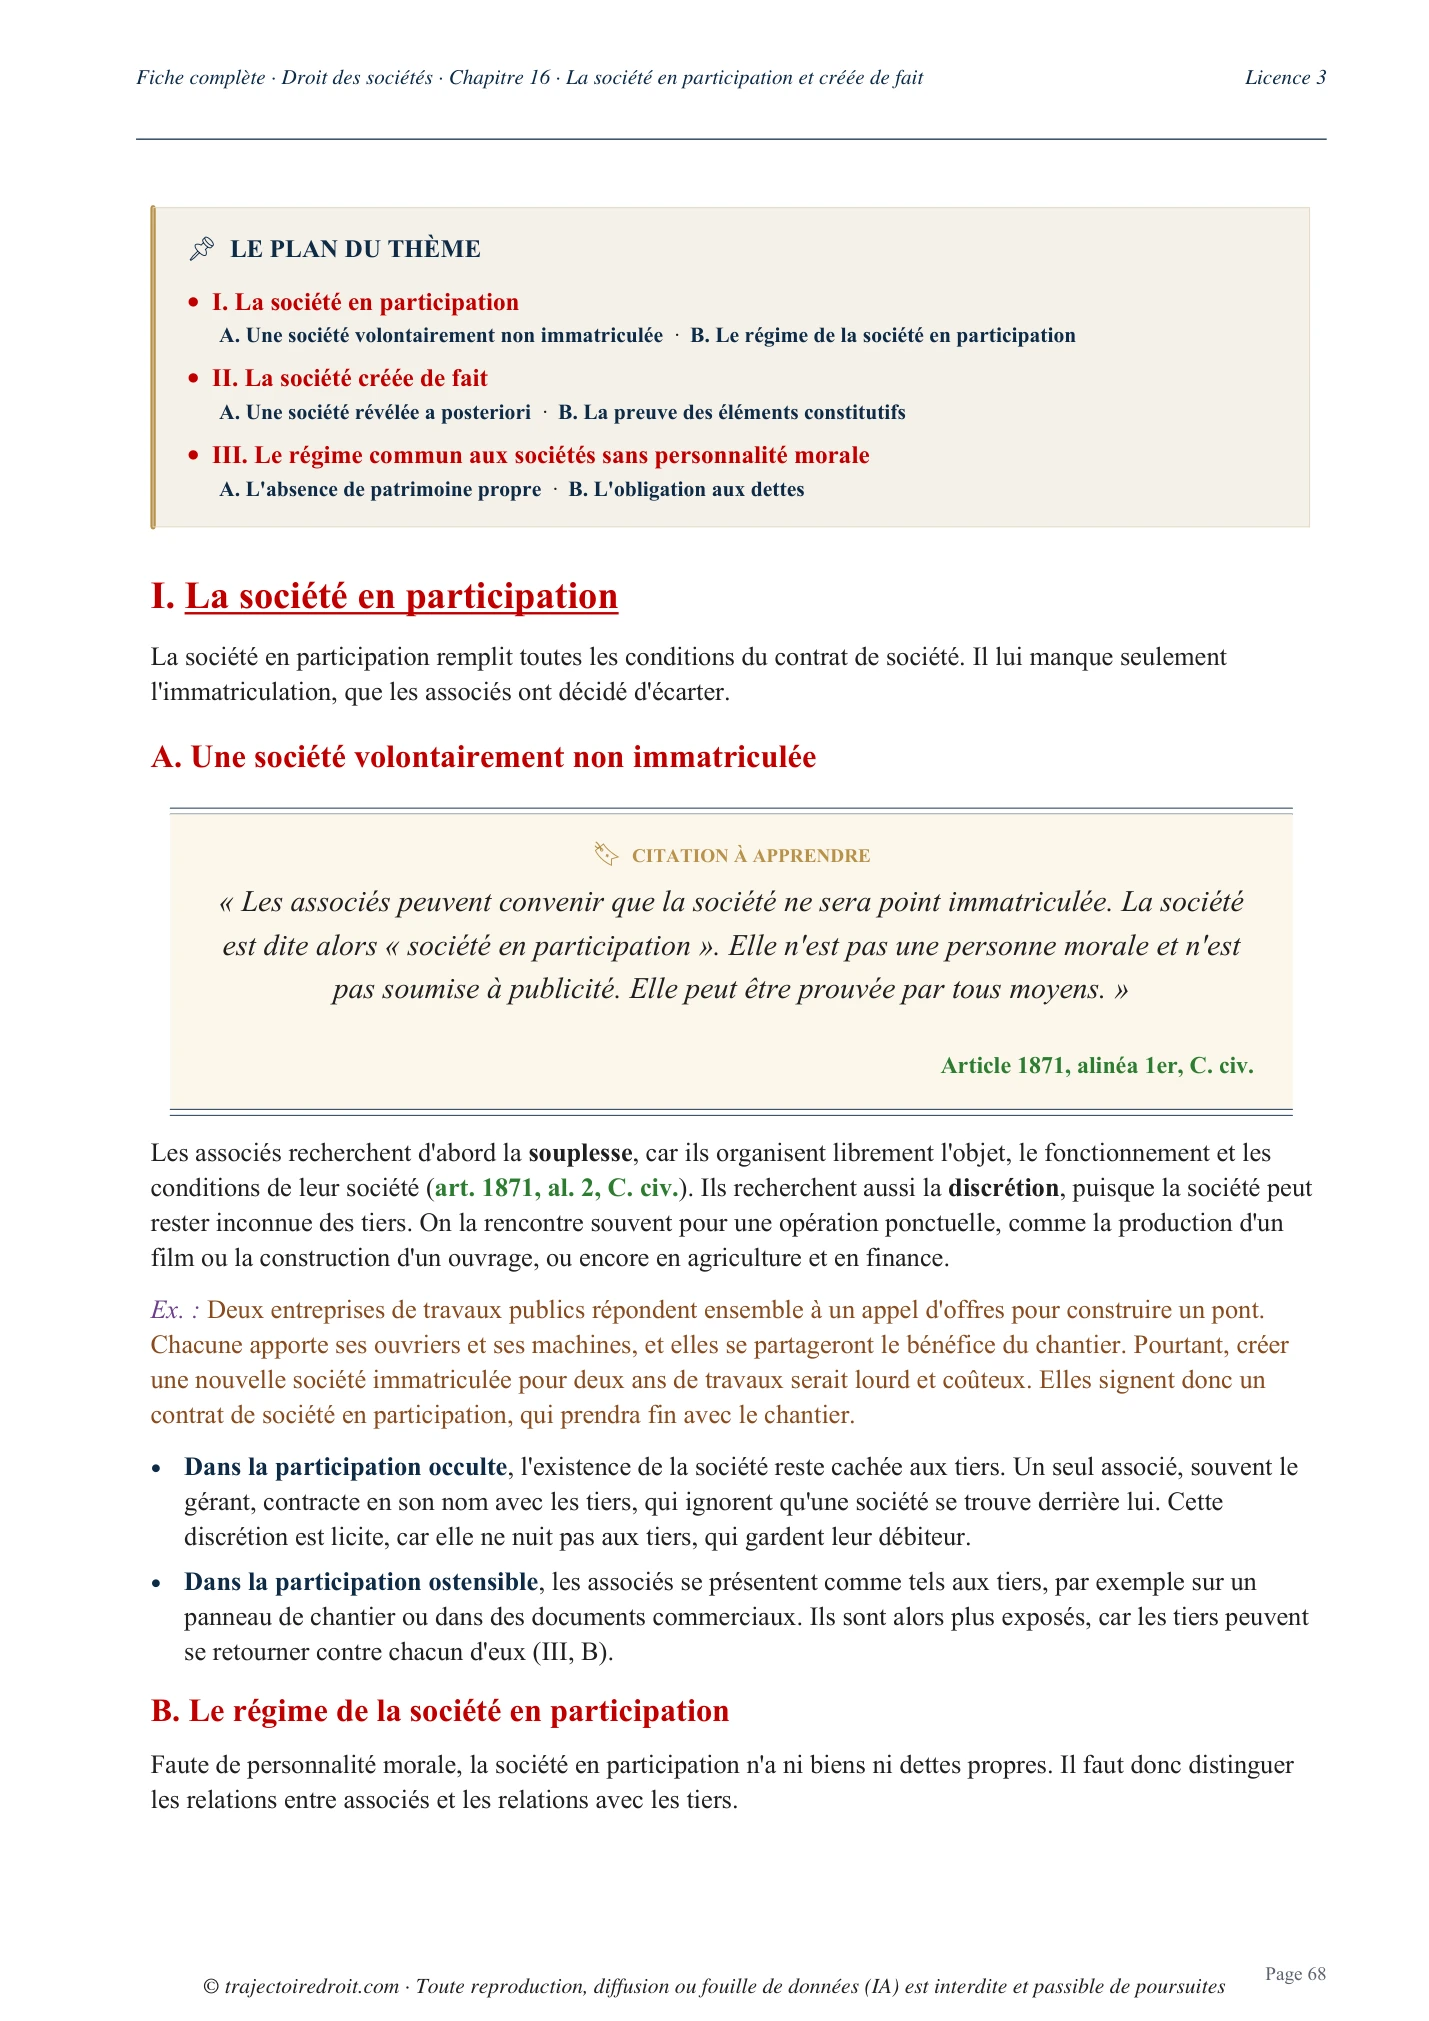 Fiche complète · Droit des sociétés · Chapitre 16 · La société en participation et créée de fait
Licence 3
LE PLAN DU THÈME
• I. La société en participation
A. Une société volontairement non immatriculée · B. Le régime de la société en participation
• II. La société créée de fait
A. Une société révélée a posteriori · B. La preuve des éléments constitutifs
• III. Le régime commun aux sociétés sans personnalité morale
A. L'absence de patrimoine propre · B. L'obligation aux dettes
I. La société en participation
La société en participation remplit toutes les conditions du contrat de société. Il lui manque seulement
l'immatriculation, que les associés ont décidé d'écarter.
A. Une société volontairement non immatriculée
CITATION À APPRENDRE
« Les associés peuvent convenir que la société ne sera point immatriculée. La société
est dite alors « société en participation ». Elle n'est pas une personne morale et n'est
pas soumise à publicité. Elle peut être prouvée par tous moyens. »
Article 1871, alinéa 1er, C. civ.
Les associés recherchent d'abord la souplesse, car ils organisent librement l'objet, le fonctionnement et les
conditions de leur société (art. 1871, al. 2, C. civ.). Ils recherchent aussi la discrétion, puisque la société peut
rester inconnue des tiers. On la rencontre souvent pour une opération ponctuelle, comme la production d'un
film ou la construction d'un ouvrage, ou encore en agriculture et en finance.
Ex. : Deux entreprises de travaux publics répondent ensemble à un appel d'offres pour construire un pont.
Chacune apporte ses ouvriers et ses machines, et elles se partageront le bénéfice du chantier. Pourtant, créer
une nouvelle société immatriculée pour deux ans de travaux serait lourd et coûteux. Elles signent donc un
contrat de société en participation, qui prendra fin avec le chantier.
• Dans la participation occulte, l'existence de la société reste cachée aux tiers. Un seul associé, souvent le
gérant, contracte en son nom avec les tiers, qui ignorent qu'une société se trouve derrière lui. Cette
discrétion est licite, car elle ne nuit pas aux tiers, qui gardent leur débiteur.
• Dans la participation ostensible, les associés se présentent comme tels aux tiers, par exemple sur un
panneau de chantier ou dans des documents commerciaux. Ils sont alors plus exposés, car les tiers peuvent
se retourner contre chacun d'eux (III, B).
B. Le régime de la société en participation
Faute de personnalité morale, la société en participation n'a ni biens ni dettes propres. Il faut donc distinguer
les relations entre associés et les relations avec les tiers.
© trajectoiredroit.com · Toute reproduction, diffusion ou fouille de données (IA) est interdite et passible de poursuites
Page 68